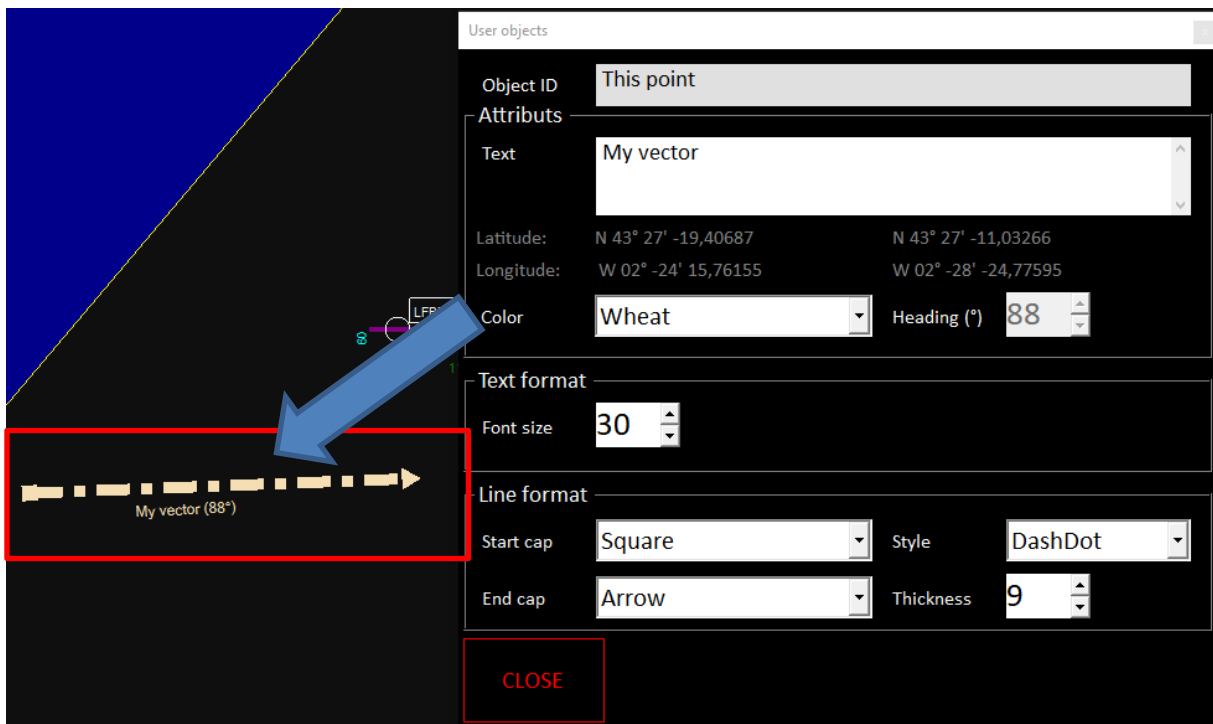 User objects
Object ID This point
Attributs
Text My vector
Latitude: N 43° 27' -19,40687 N 43° 27' -11,03266
Longitude: W 02° -24' 15,76155 W 02° -28' -24,77595
Color Wheat Heading (°) 88
Text format
Font size 30
Line format
Start cap Square Style DashDot
End cap Arrow Thickness 9
CLOSE
60
My vector (88°)